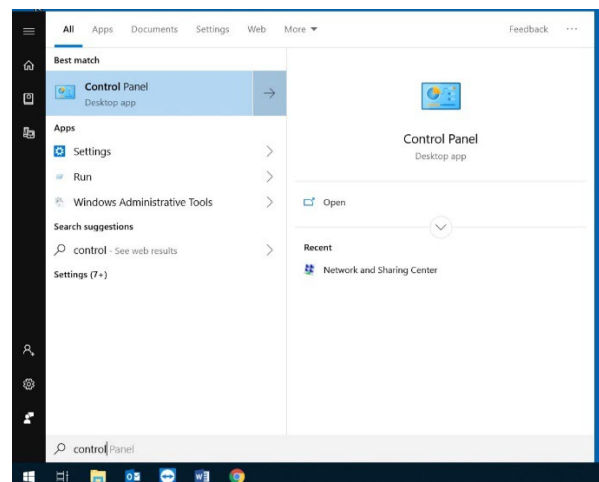 All Apps Documents Settings Web More Feedback ...
Best match
Control Panel
Desktop app
Apps
Settings
Run
Windows Administrative Tools
Search suggestions
control - See web results
Settings (7+)
Control Panel
Desktop app
Open
Recent
Network and Sharing Center
control Panel